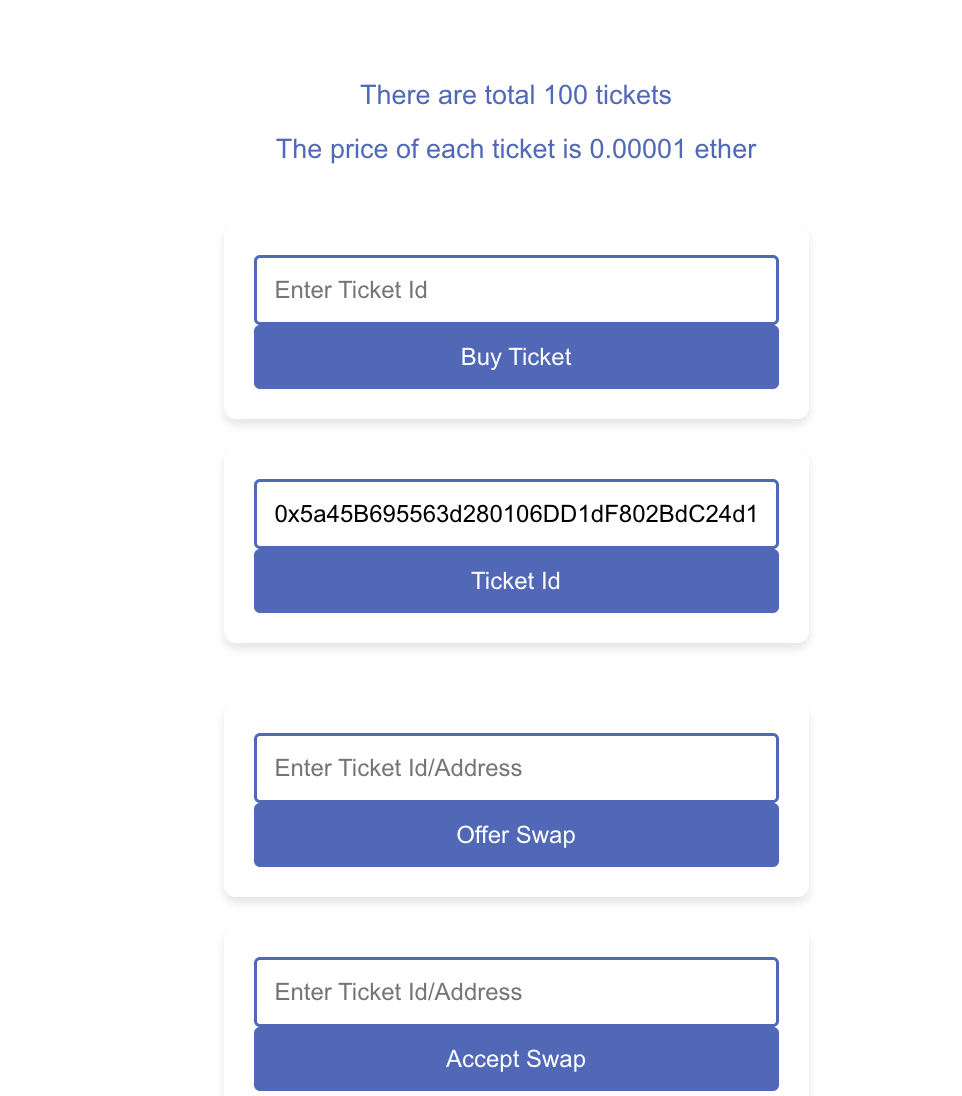 There are total 100 tickets
The price of each ticket is 0.00001 ether
Enter Ticket Id
Buy Ticket
0x5a45B695563d280106DD1dF802BdC24d1
Ticket Id
Enter Ticket Id/Address
Offer Swap
Enter Ticket Id/Address
Accept Swap